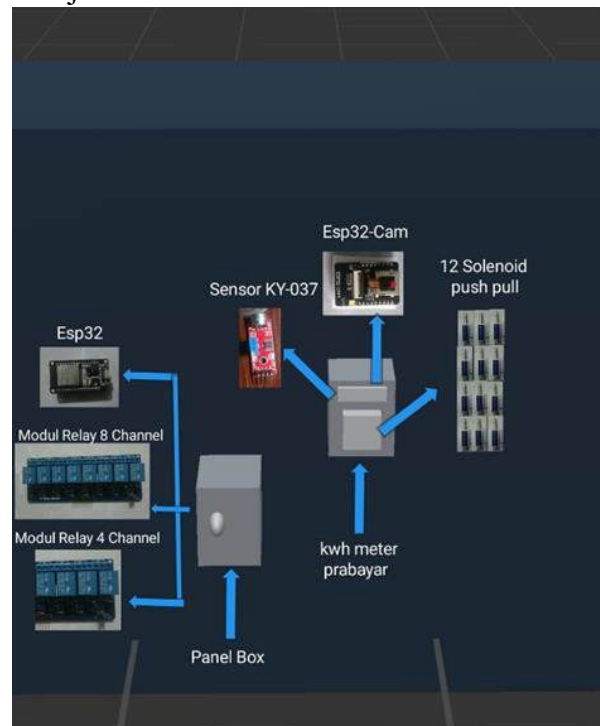 Esp32-Cam
12 Solenoid
push pull
Sensor KY-037
Esp32
Modul Relay 8 Channel
Modul Relay 4 Channel
kwh meter
prabayar
Panel Box